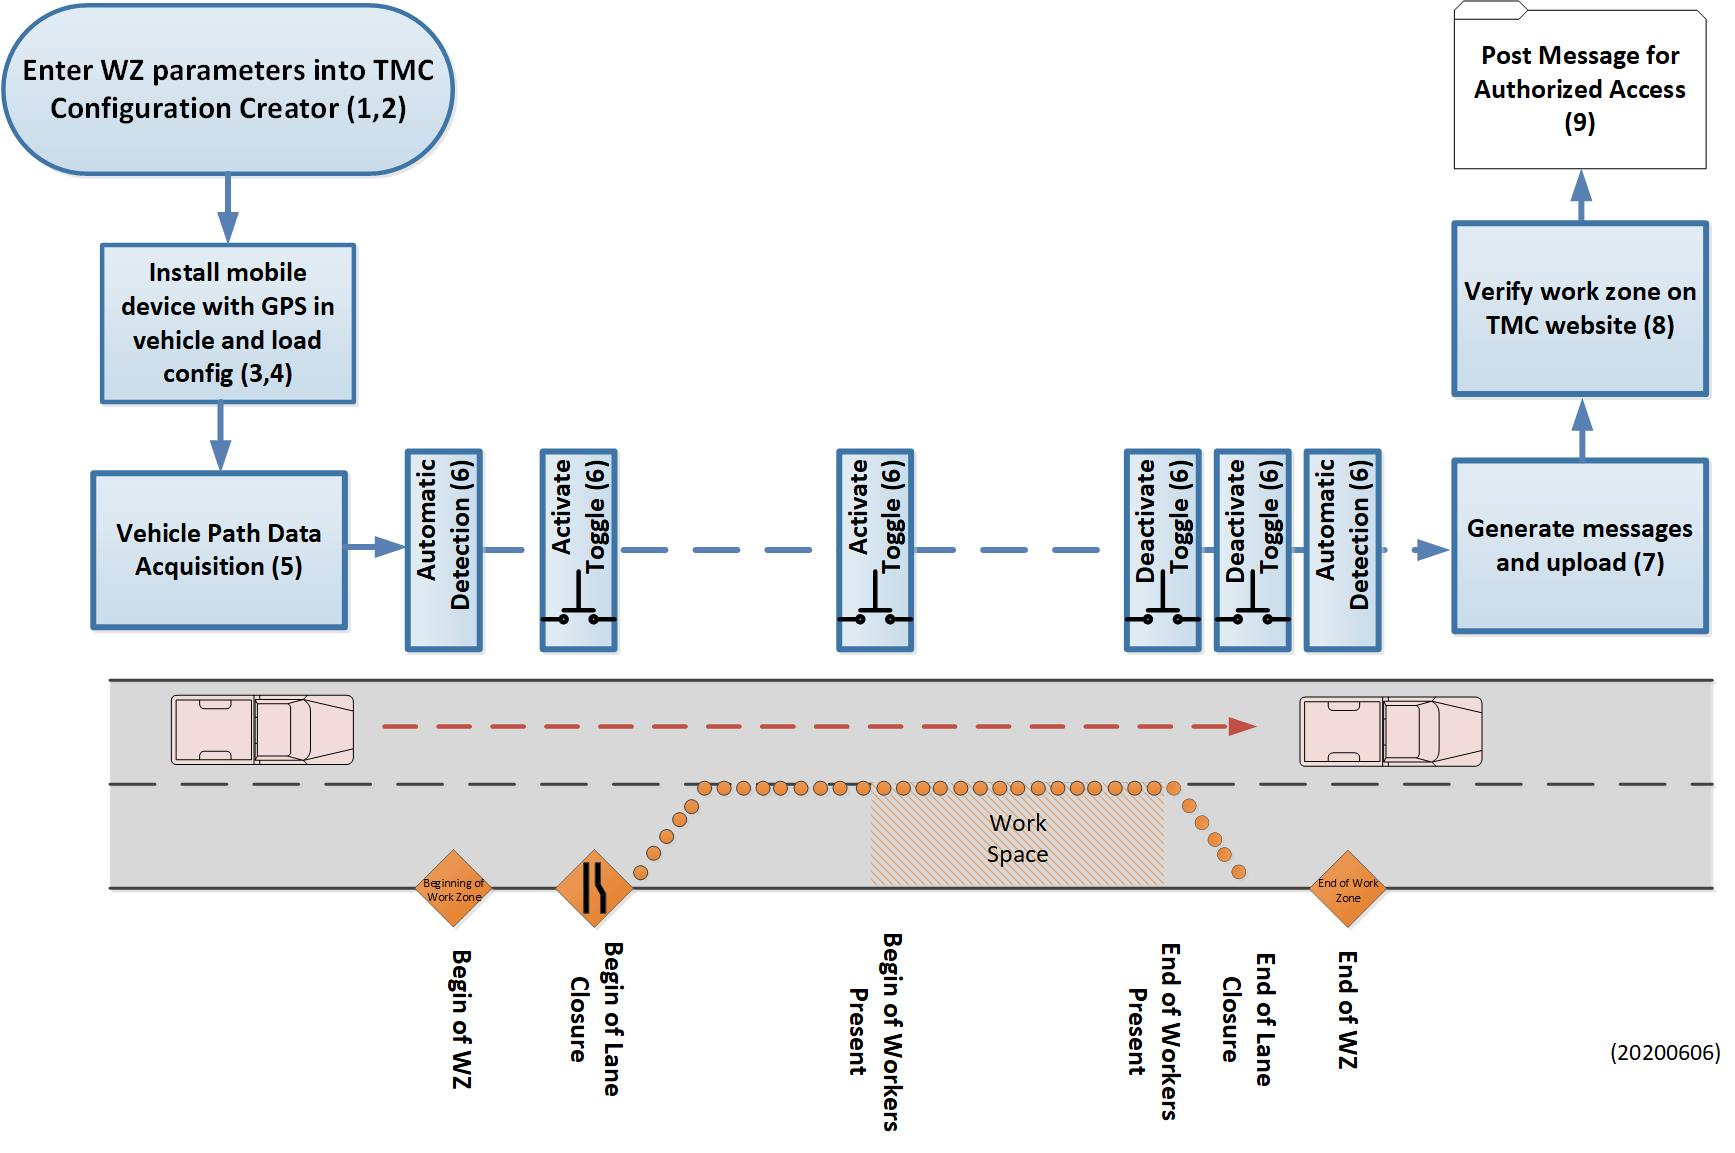 Enter WZ parameters into TMC
Configuration Creator (1,2)
Install mobile
device with GPS in
vehicle and load
config (3,4)
Vehicle Path Data
Acquisition (5)
Automatic
Detection (6)
Activate
Toggle (6)
Activate
Toggle (6)
Deactivate
Toggle (6)
Deactivate
Toggle (6)
Automatic
Detection (6)
Generate messages
and upload (7)
Verify work zone on
TMC website (8)
Post Message for
Authorized Access
(9)
Work
Space
Beginning of
Work Zone
End of Work
Zone
Begin of WZ
Begin of Lane
Closure
Begin of Workers
Present
End of Workers
Present
End of Lane
Closure
End of WZ
(20200606)